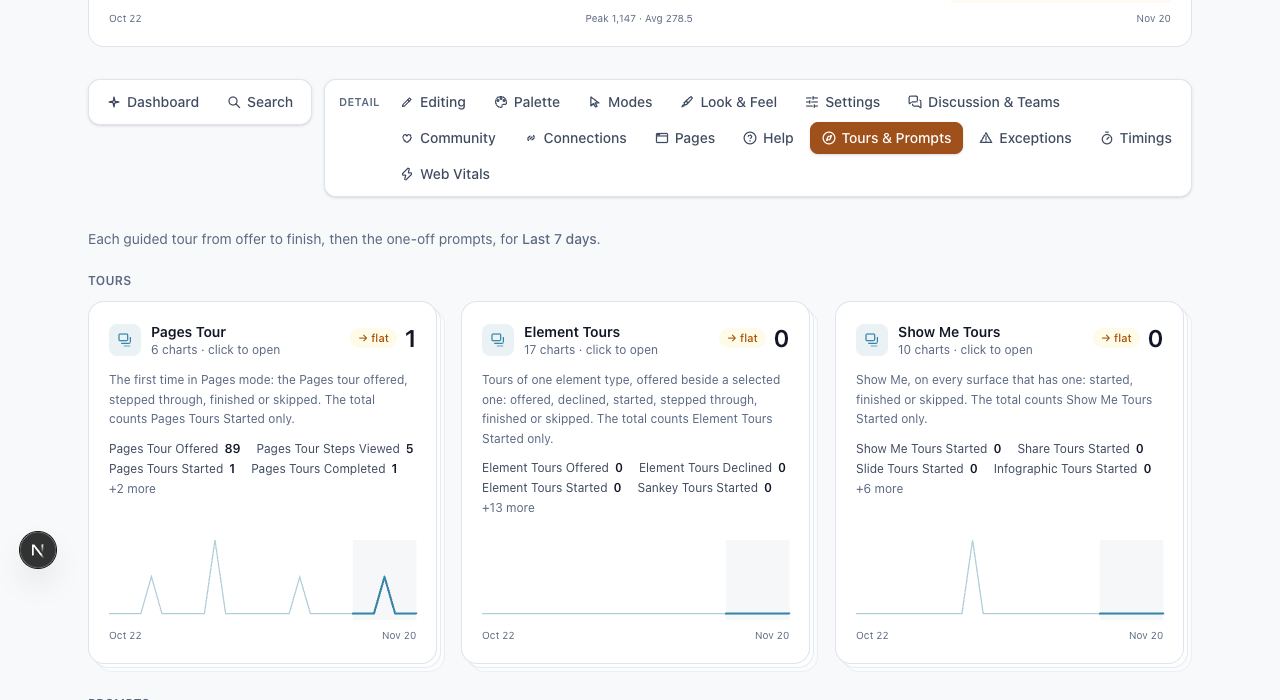 Oct 22
Peak 1,147 · Avg 278.5
Nov 20
Dashboard
Search
DETAIL
Editing
Palette
Modes
Look & Feel
Settings
Discussion & Teams
Community
Connections
Pages
Help
Tours & Prompts
Exceptions
Timings
Web Vitals
Each guided tour from offer to finish, then the one-off prompts, for Last 7 days.
TOURS
Pages Tour
6 charts · click to open
→ flat
1
The first time in Pages mode: the Pages tour offered,
stepped through, finished or skipped. The total
counts Pages Tours Started only.
Pages Tour Offered 89
Pages Tour Steps Viewed 5
Pages Tours Started 1
Pages Tours Completed 1
+2 more
Oct 22
Nov 20
Element Tours
17 charts · click to open
→ flat
0
Tours of one element type, offered beside a selected
one: offered, declined, started, stepped through,
finished or skipped. The total counts Element Tours
Started only.
Element Tours Offered 0
Element Tours Declined 0
Element Tours Started 0
Sankey Tours Started 0
+13 more
Oct 22
Nov 20
Show Me Tours
10 charts · click to open
→ flat
0
Show Me, on every surface that has one: started,
finished or skipped. The total counts Show Me Tours
Started only.
Show Me Tours Started 0
Share Tours Started 0
Slide Tours Started 0
Infographic Tours Started 0
+6 more
Oct 22
Nov 20
N